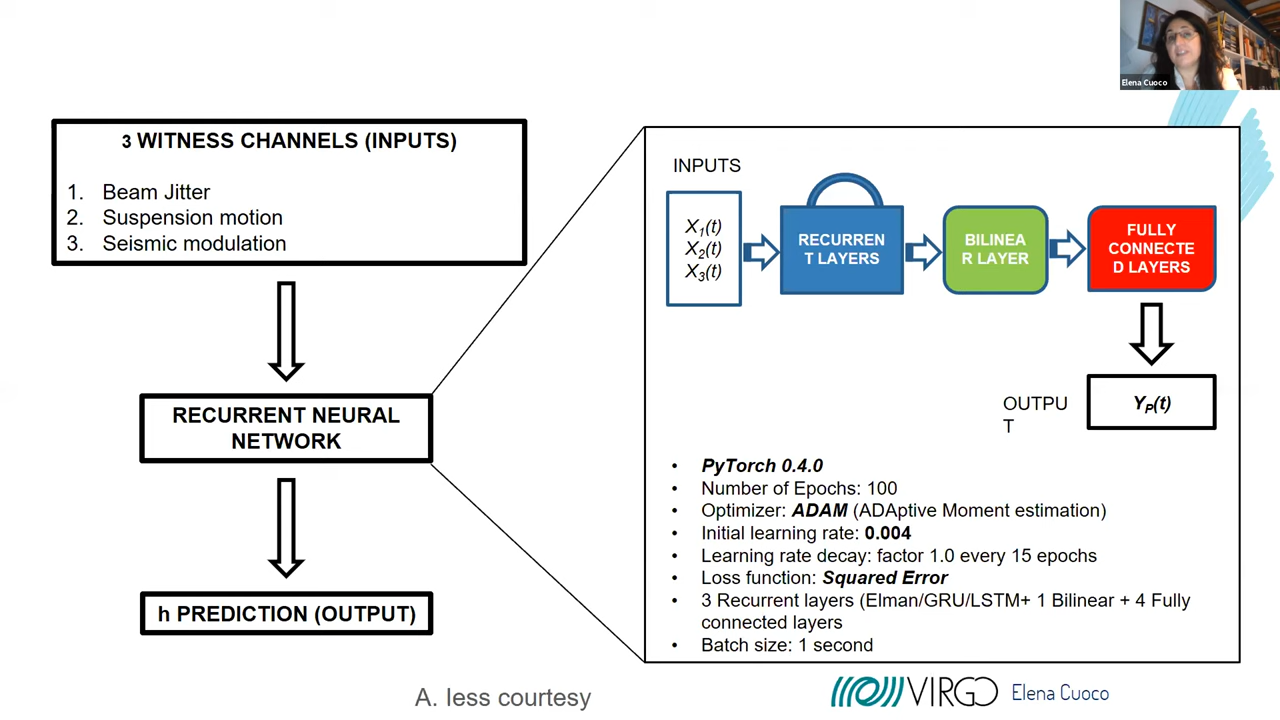 Elena Cuoco
3 WITNESS CHANNELS (INPUTS)
1. Beam Jitter
2. Suspension motion
3. Seismic modulation
RECURRENT NEURAL
NETWORK
h PREDICTION (OUTPUT)
INPUTS
X1(t)
X2(t)
X3(t)
RECURREN
T LAYERS
BILINEA
R LAYER
FULLY
CONNECTE
D LAYERS
OUTPU
T
YP(t)
• PyTorch 0.4.0
• Number of Epochs: 100
• Optimizer: ADAM (ADAptive Moment estimation)
• Initial learning rate: 0.004
• Learning rate decay: factor 1.0 every 15 epochs
• Loss function: Squared Error
• 3 Recurrent layers (Elman/GRU/LSTM+ 1 Bilinear + 4 Fully
connected layers
• Batch size: 1 second
A. Iess courtesy
VIRGO
Elena Cuoco